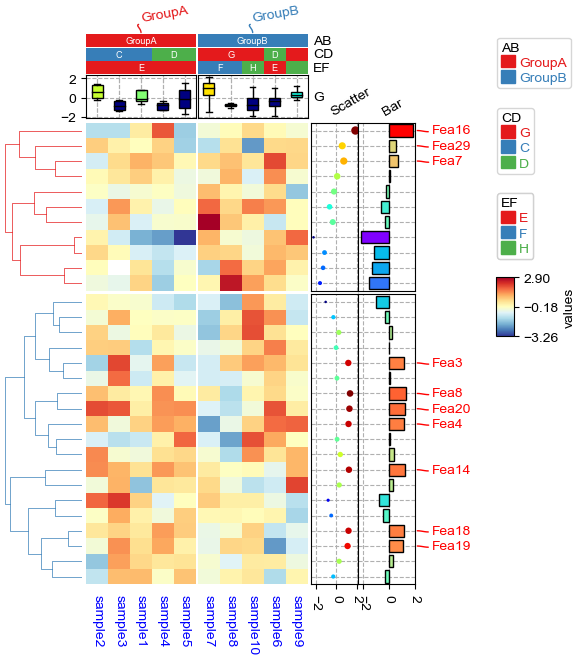 GroupA GroupB
GroupA GroupB AB
C D G D CD
E F H E EF
2
0
-2
G
Scatter Bar
Fea16
Fea29
Fea7
Fea3
Fea8
Fea20
Fea4
Fea14
Fea18
Fea19
−2 0 2 −2 0 2
sample2 sample3 sample1 sample4 sample5 sample7 sample8 sample10 sample6 sample9
AB
GroupA
GroupB
CD
G
C
D
EF
E
F
H
2.90
-0.18
-3.26
values